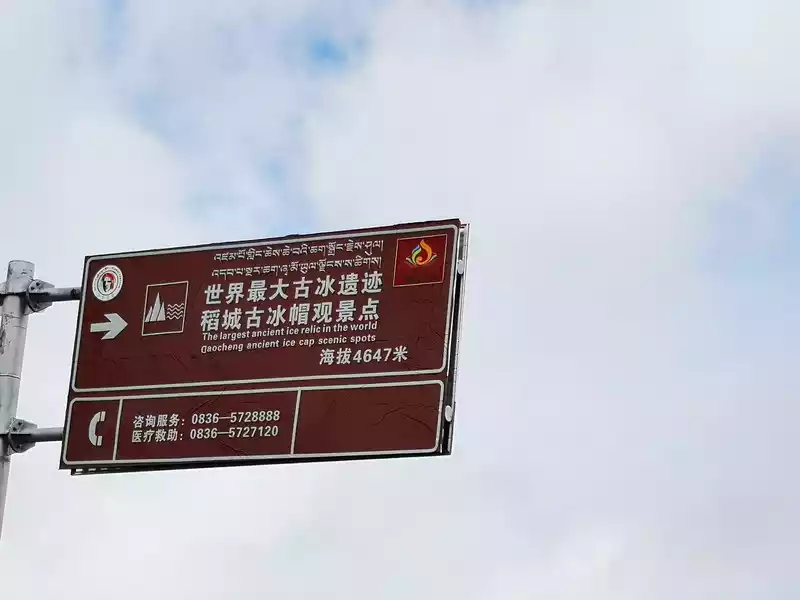 世界最大古冰遗迹
稻城古冰帽观景点
The largest ancient ice relic in the world
Qaocheng ancient ice cap scenic spots
海拔4647米
咨询服务：0836—5728888
医疗救助：0836—5727120